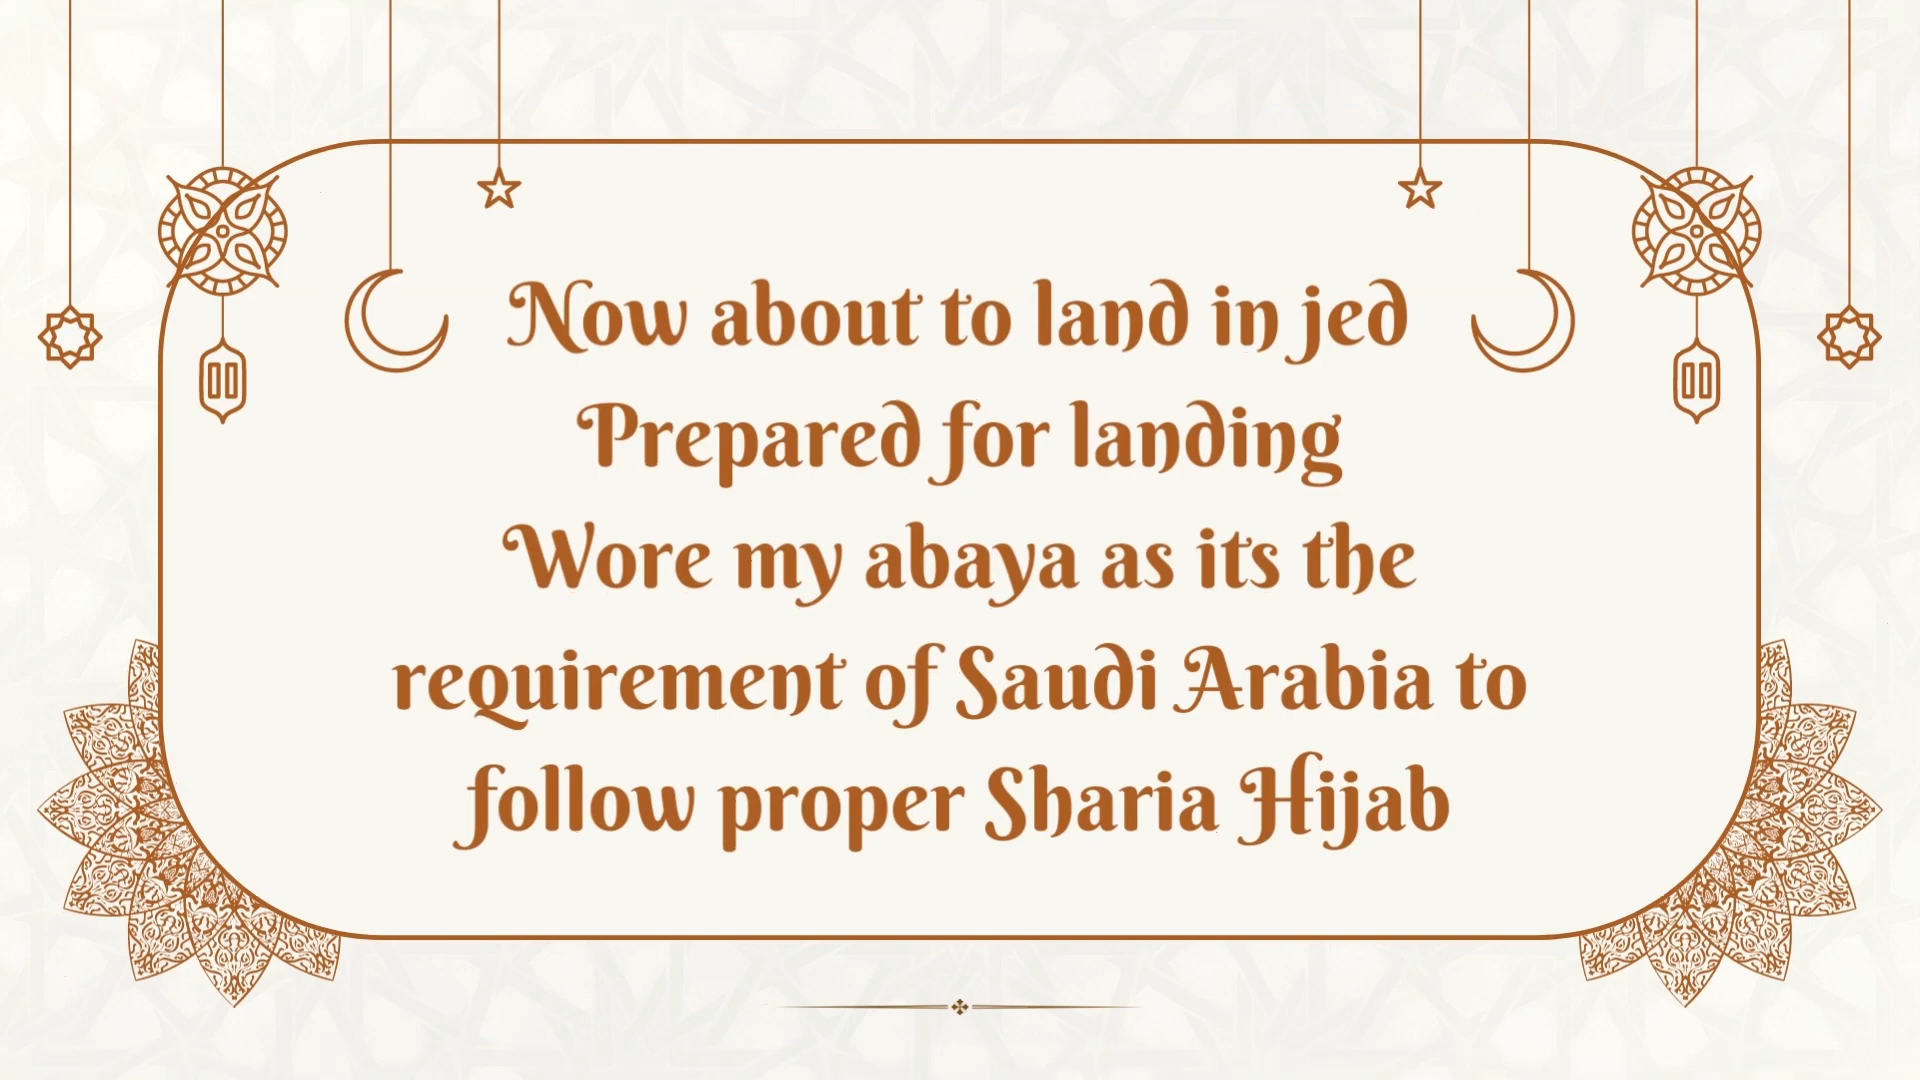 Now about to land in jed
Prepared for landing
Wore my abaya as its the
requirement of Saudi Arabia to
follow proper Sharia Hijab